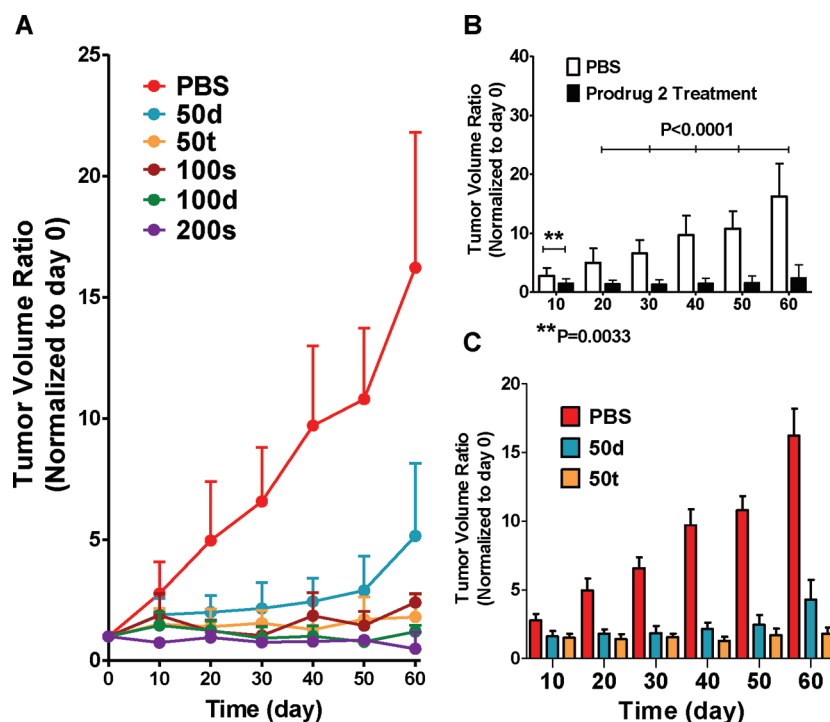 A
Tumor Volume Ratio
(Normalized to day 0)
25
20
15
10
5
0
PBS
50d
50t
100s
100d
200s
0 10 20 30 40 50 60
Time (day)
B
Tumor Volume Ratio
(Normalized to day 0)
40
30
20
10
0
PBS
Prodrug 2 Treatment
P<0.0001
**
10 20 30 40 50 60
**P=0.0033
C
Tumor Volume Ratio
(Normalized to day 0)
20
15
10
5
0
PBS
50d
50t
10 20 30 40 50 60
Time (day)